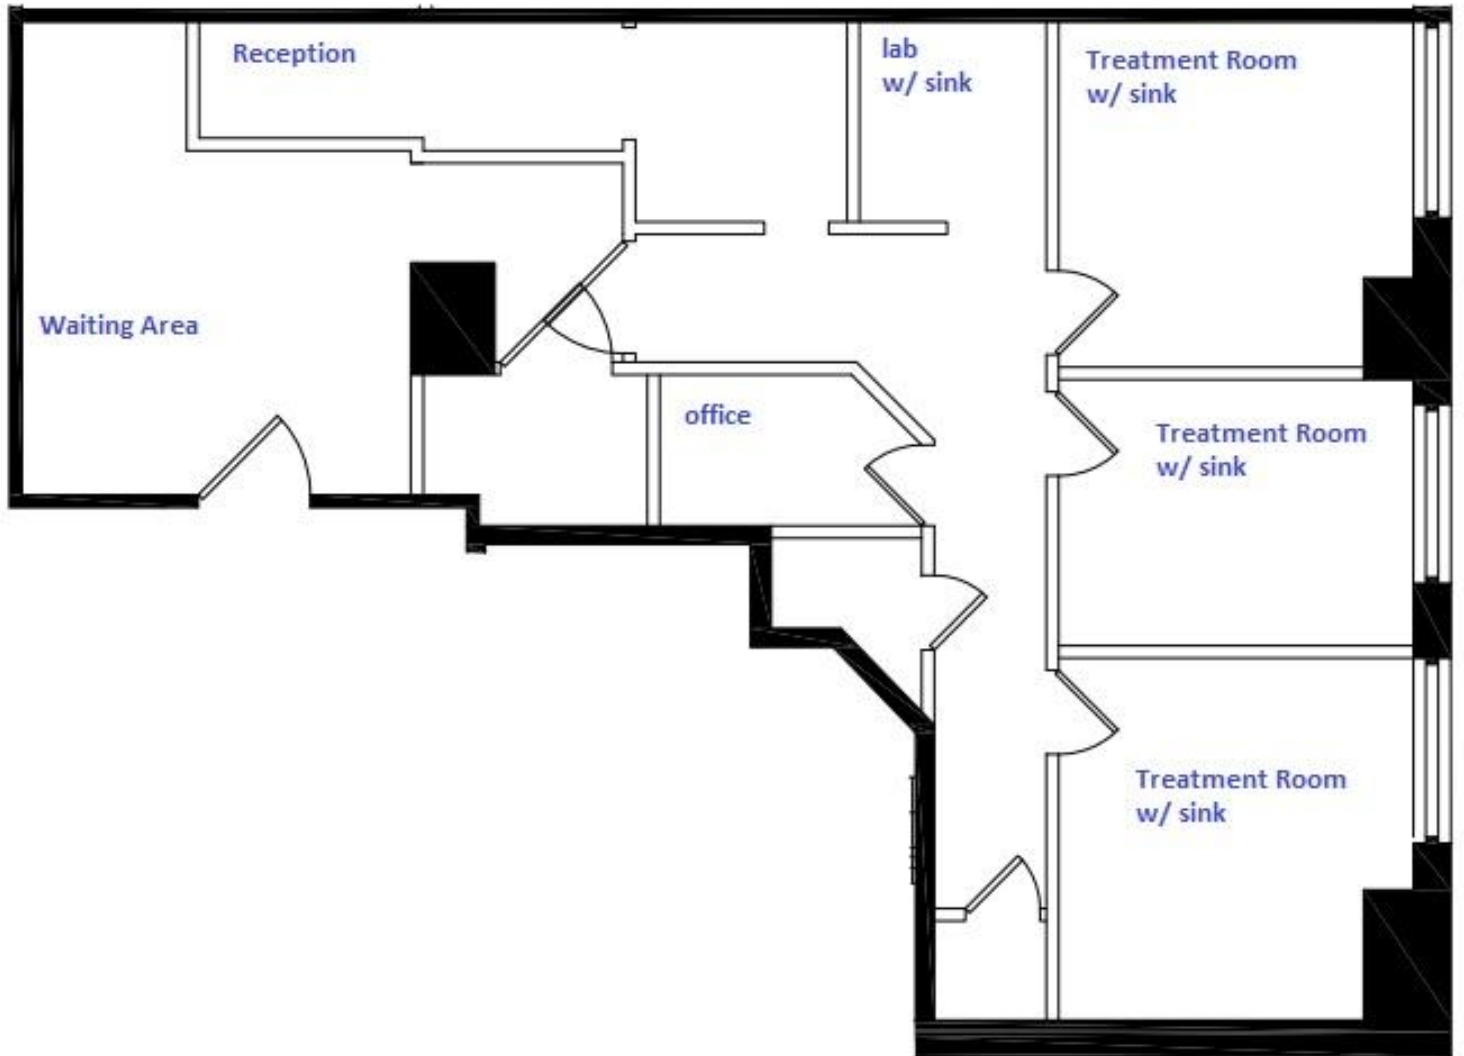 Reception
lab
w/ sink
Treatment Room
w/ sink
Waiting Area
office
Treatment Room
w/ sink
Treatment Room
w/ sink